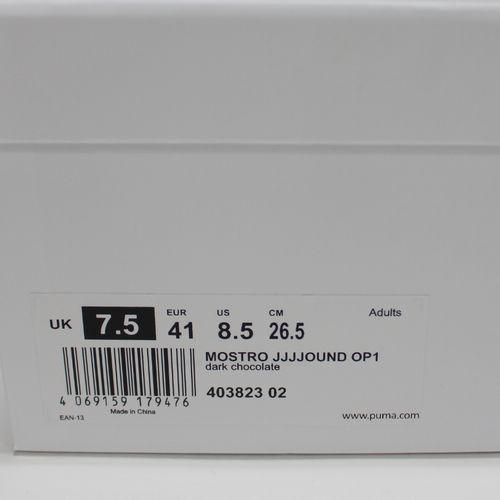 EUR US CM Adults
UK 7.5 41 8.5 26.5
MOSTRO JJJJOUND OP1
dark chocolate
403823 02
4 069159 179476
EAN-13 Made in China www.puma.com